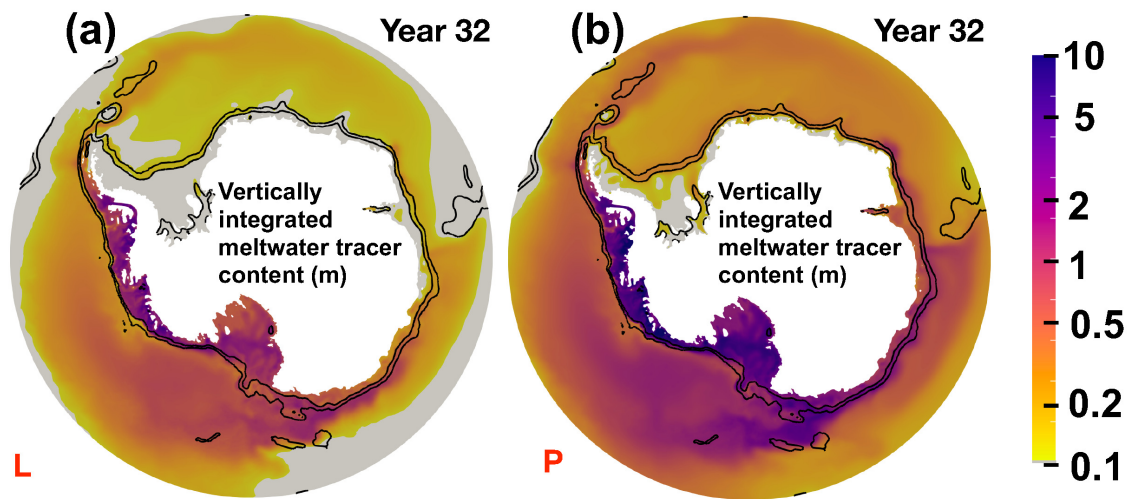 (a) Year 32
Vertically
integrated
meltwater tracer
content (m)
L
(b) Year 32
Vertically
integrated
meltwater tracer
content (m)
P
10
5
2
1
0.5
0.2
0.1